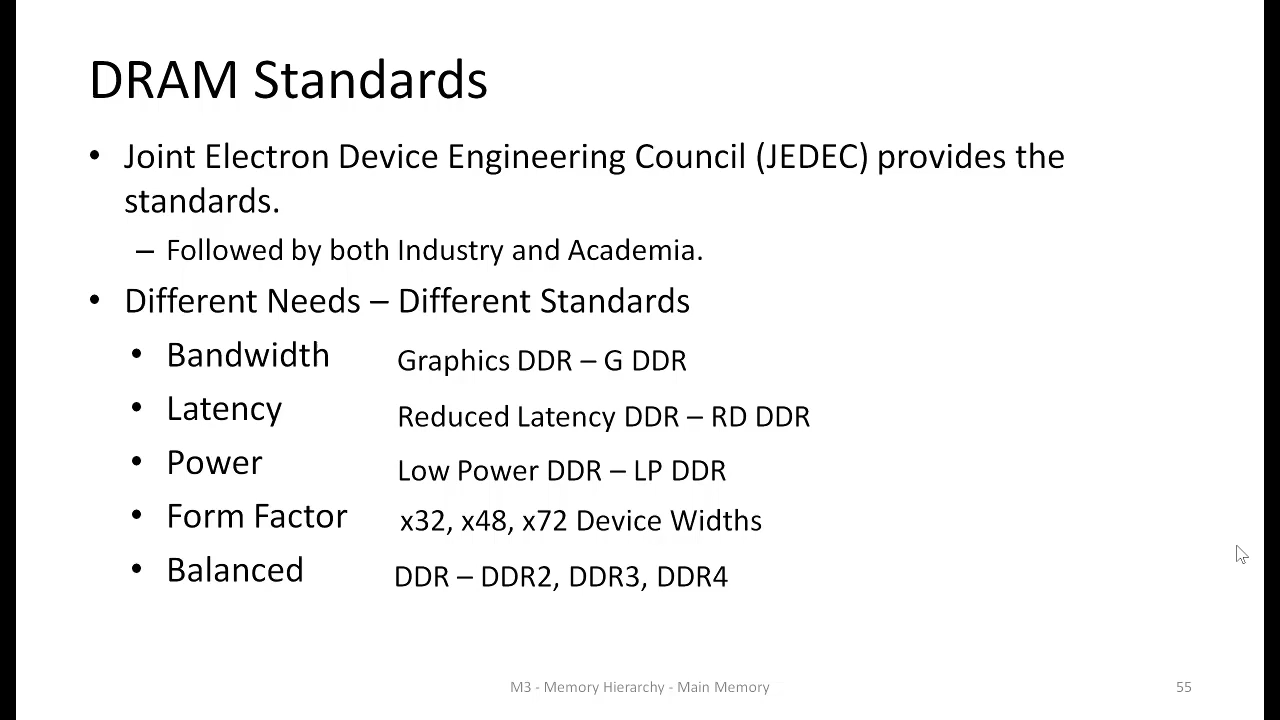 DRAM Standards
• Joint Electron Device Engineering Council (JEDEC) provides the
standards.
– Followed by both Industry and Academia.
• Different Needs – Different Standards
• Bandwidth Graphics DDR – G DDR
• Latency Reduced Latency DDR – RD DDR
• Power Low Power DDR – LP DDR
• Form Factor x32, x48, x72 Device Widths
• Balanced DDR – DDR2, DDR3, DDR4
M3 - Memory Hierarchy - Main Memory 55